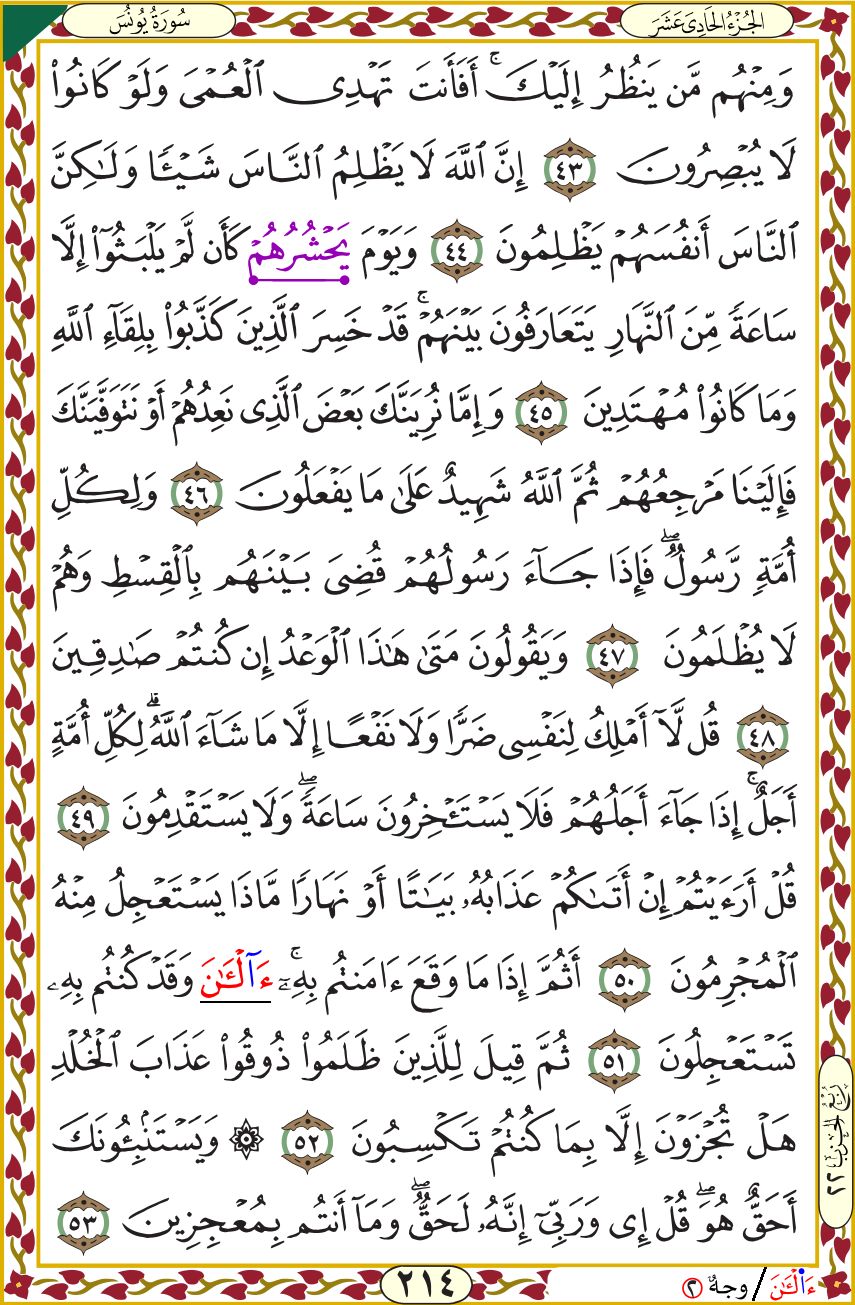 الجُزْءُ الحَادِىَ عَشَرَ
سُورَةُ يُونُسَ
وَمِنْهُم مَّن يَنظُرُ إِلَيْكَ ۚ أَفَأَنتَ تَهْدِى ٱلْعُمْىَ وَلَوْ كَانُوا۟
لَا يُبْصِرُونَ ٤٣ إِنَّ ٱللَّهَ لَا يَظْلِمُ ٱلنَّاسَ شَيْـًٔا وَلَـٰكِنَّ
ٱلنَّاسَ أَنفُسَهُمْ يَظْلِمُونَ ٤٤ وَيَوْمَ يَحْشُرُهُمْ كَأَن لَّمْ يَلْبَثُوٓا۟ إِلَّا
سَاعَةً مِّنَ ٱلنَّهَارِ يَتَعَارَفُونَ بَيْنَهُمْ ۚ قَدْ خَسِرَ ٱلَّذِينَ كَذَّبُوا۟ بِلِقَآءِ ٱللَّهِ
وَمَا كَانُوا۟ مُهْتَدِينَ ٤٥ وَإِمَّا نُرِيَنَّكَ بَعْضَ ٱلَّذِى نَعِدُهُمْ أَوْ نَتَوَفَّيَنَّكَ
فَإِلَيْنَا مَرْجِعُهُمْ ثُمَّ ٱللَّهُ شَهِيدٌ عَلَىٰ مَا يَفْعَلُونَ ٤٦ وَلِكُلِّ
أُمَّةٍ رَّسُولٌ ۖ فَإِذَا جَآءَ رَسُولُهُمْ قُضِىَ بَيْنَهُم بِٱلْقِسْطِ وَهُمْ
لَا يُظْلَمُونَ ٤٧ وَيَقُولُونَ مَتَىٰ هَـٰذَا ٱلْوَعْدُ إِن كُنتُمْ صَـٰدِقِينَ
٤٨ قُل لَّآ أَمْلِكُ لِنَفْسِى ضَرًّا وَلَا نَفْعًا إِلَّا مَا شَآءَ ٱللَّهُ ۗ لِكُلِّ أُمَّةٍ
أَجَلٌ ۚ إِذَا جَآءَ أَجَلُهُمْ فَلَا يَسْتَـْٔخِرُونَ سَاعَةً ۖ وَلَا يَسْتَقْدِمُونَ ٤٩
قُلْ أَرَءَيْتُمْ إِنْ أَتَىٰكُمْ عَذَابُهُۥ بَيَـٰتًا أَوْ نَهَارًا مَّاذَا يَسْتَعْجِلُ مِنْهُ
ٱلْمُجْرِمُونَ ٥٠ أَثُمَّ إِذَا مَا وَقَعَ ءَامَنتُم بِهِۦٓ ۚ ءَآلْـَٔـٰنَ وَقَدْ كُنتُم بِهِۦ
تَسْتَعْجِلُونَ ٥١ ثُمَّ قِيلَ لِلَّذِينَ ظَلَمُوا۟ ذُوقُوا۟ عَذَابَ ٱلْخُلْدِ
هَلْ تُجْزَوْنَ إِلَّا بِمَا كُنتُمْ تَكْسِبُونَ ٥٢ ۞ وَيَسْتَنۢبِـُٔونَكَ
أَحَقٌّ هُوَ ۖ قُلْ إِى وَرَبِّىٓ إِنَّهُۥ لَحَقٌّ ۖ وَمَآ أَنتُم بِمُعْجِزِينَ ٥٣
رُبْعُ الحِزْبِ ٢٢
٢١٤
ءَالْـَٔـٰنَ / وجهٌ ٢